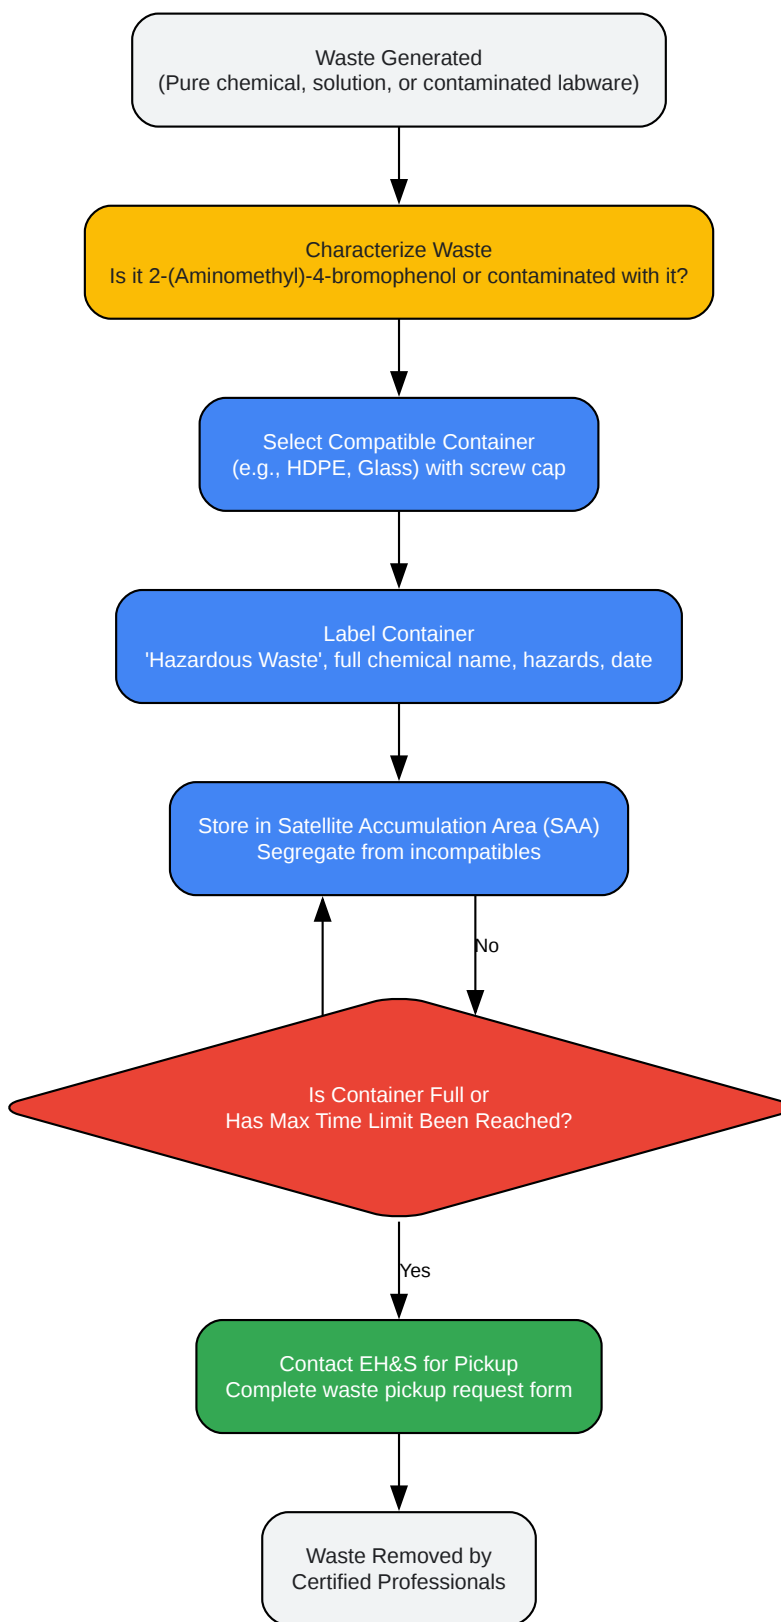 Waste Generated
(Pure chemical, solution, or contaminated labware)
Characterize Waste
Is it 2-(Aminomethyl)-4-bromophenol or contaminated with it?
Select Compatible Container
(e.g., HDPE, Glass) with screw cap
Label Container
'Hazardous Waste', full chemical name, hazards, date
Store in Satellite Accumulation Area (SAA)
Segregate from incompatibles
No
Is Container Full or
Has Max Time Limit Been Reached?
Yes
Contact EH&S for Pickup
Complete waste pickup request form
Waste Removed by
Certified Professionals